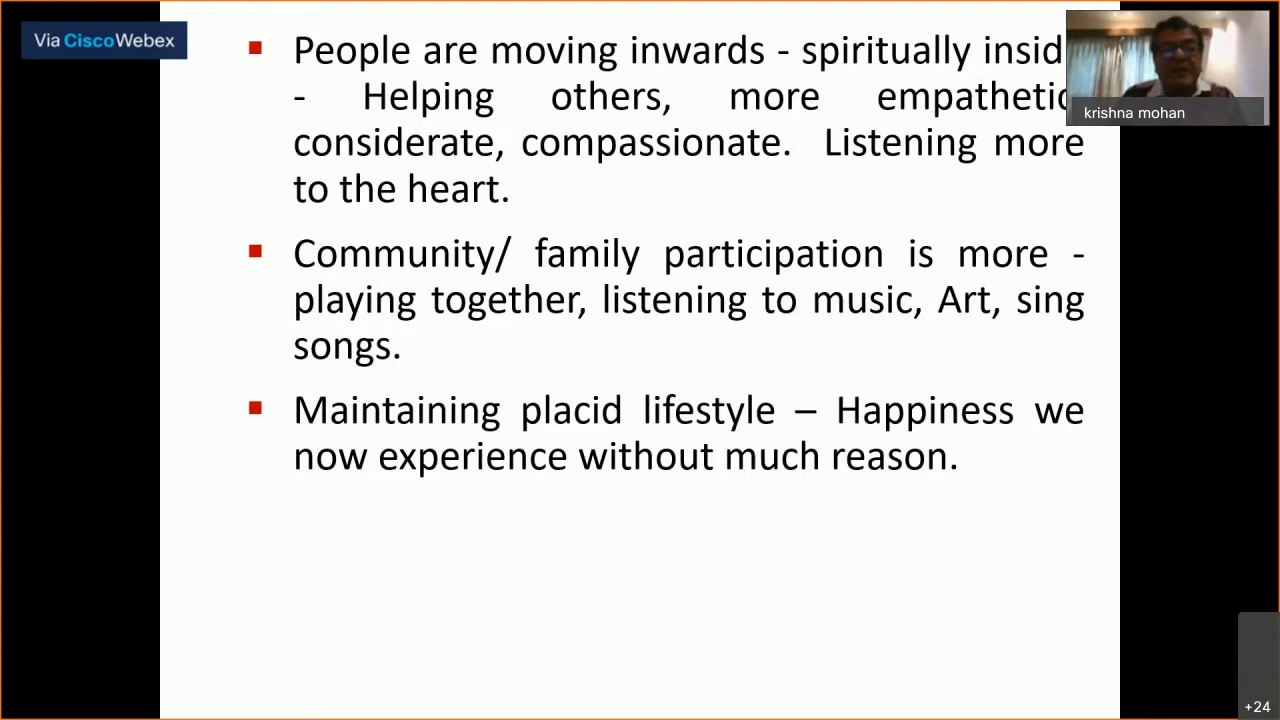 Via CiscoWebex
People are moving inwards - spiritually
- Helping others, more
considerate, compassionate. Listening more
to the heart.
Community/ family participation is more -
playing together, listening to music, Art, sing
songs.
Maintaining placid lifestyle – Happiness we
now experience without much reason.
krishna mohan
+24